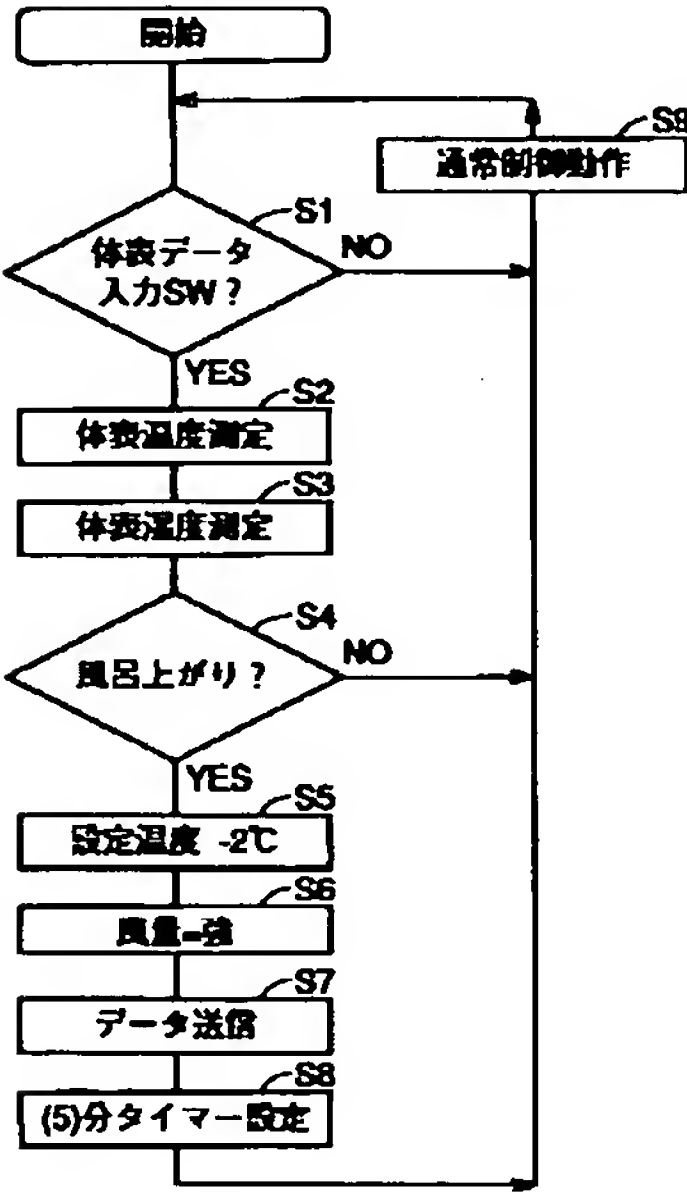 開始
S9
通常制御動作
S1
体表データ
入力SW?
NO
YES
S2
体表温度測定
S3
体表湿度測定
S4
風呂上がり?
NO
YES
S5
設定温度 -2℃
S6
風量=強
S7
データ送信
S8
(5)分タイマー設定